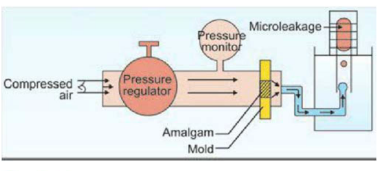 Microleakage
Pressure
monitor
Compressed
air
Pressure
regulator
Amalgam
Mold